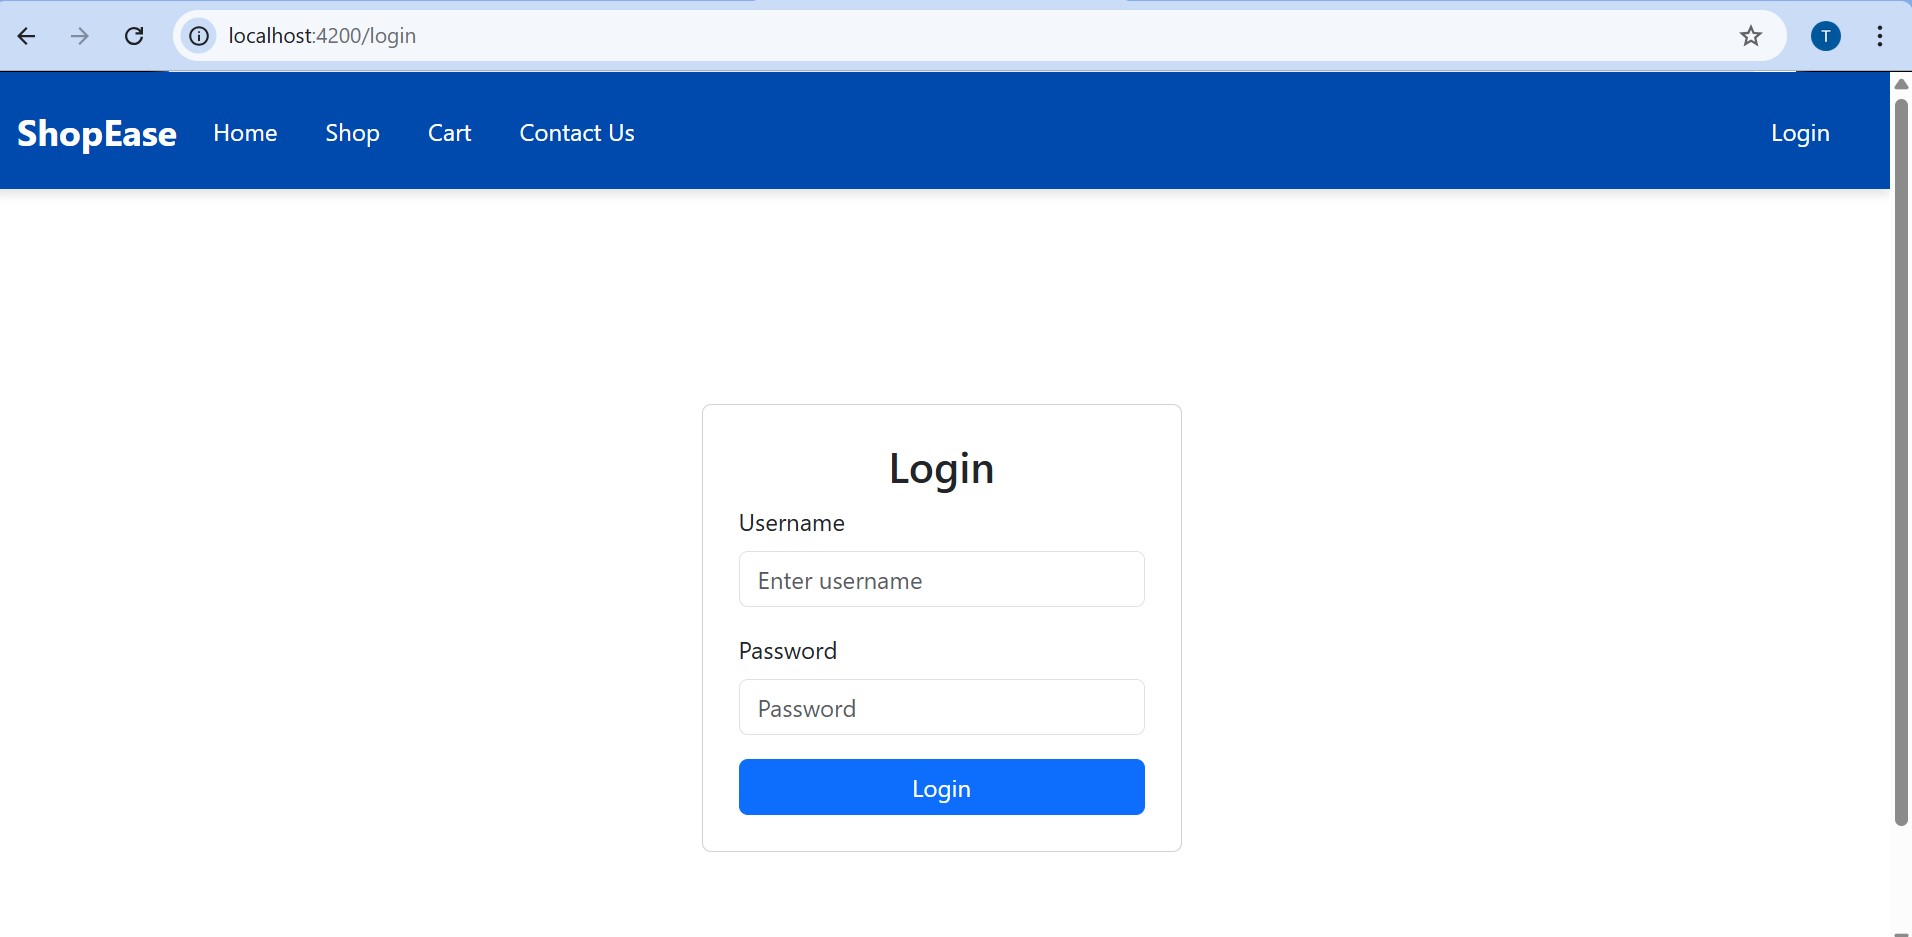 localhost:4200/login
T
ShopEase Home Shop Cart Contact Us Login
Login
Username
Enter username
Password
Password
Login